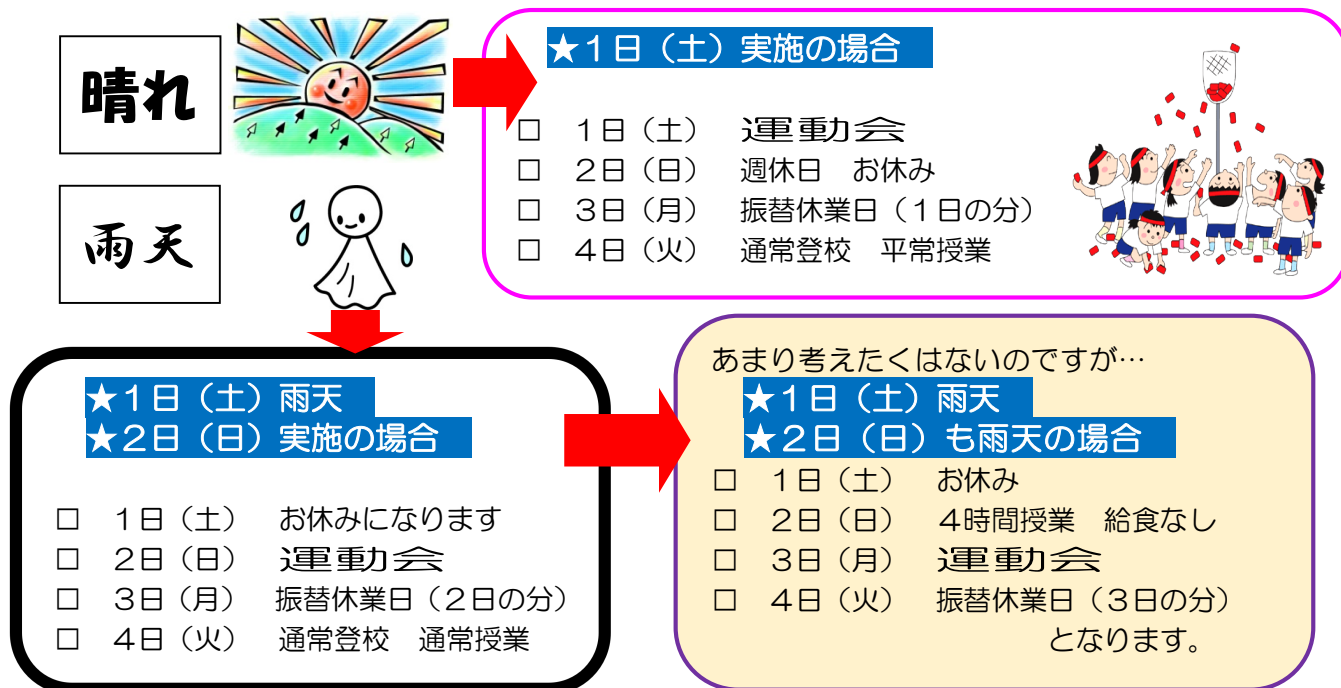 晴れ
雨天
★1日（土）実施の場合
□　1日（土）　運動会
□　2日（日）　週休日　お休み
□　3日（月）　振替休業日（1日の分）
□　4日（火）　通常登校　平常授業
★1日（土）雨天
★2日（日）実施の場合
□　1日（土）　お休みになります
□　2日（日）　運動会
□　3日（月）　振替休業日（2日の分）
□　4日（火）　通常登校　通常授業
あまり考えたくはないのですが…
★1日（土）雨天
★2日（日）も雨天の場合
□　1日（土）　お休み
□　2日（日）　4時間授業　給食なし
□　3日（月）　運動会
□　4日（火）　振替休業日（3日の分）
となります。